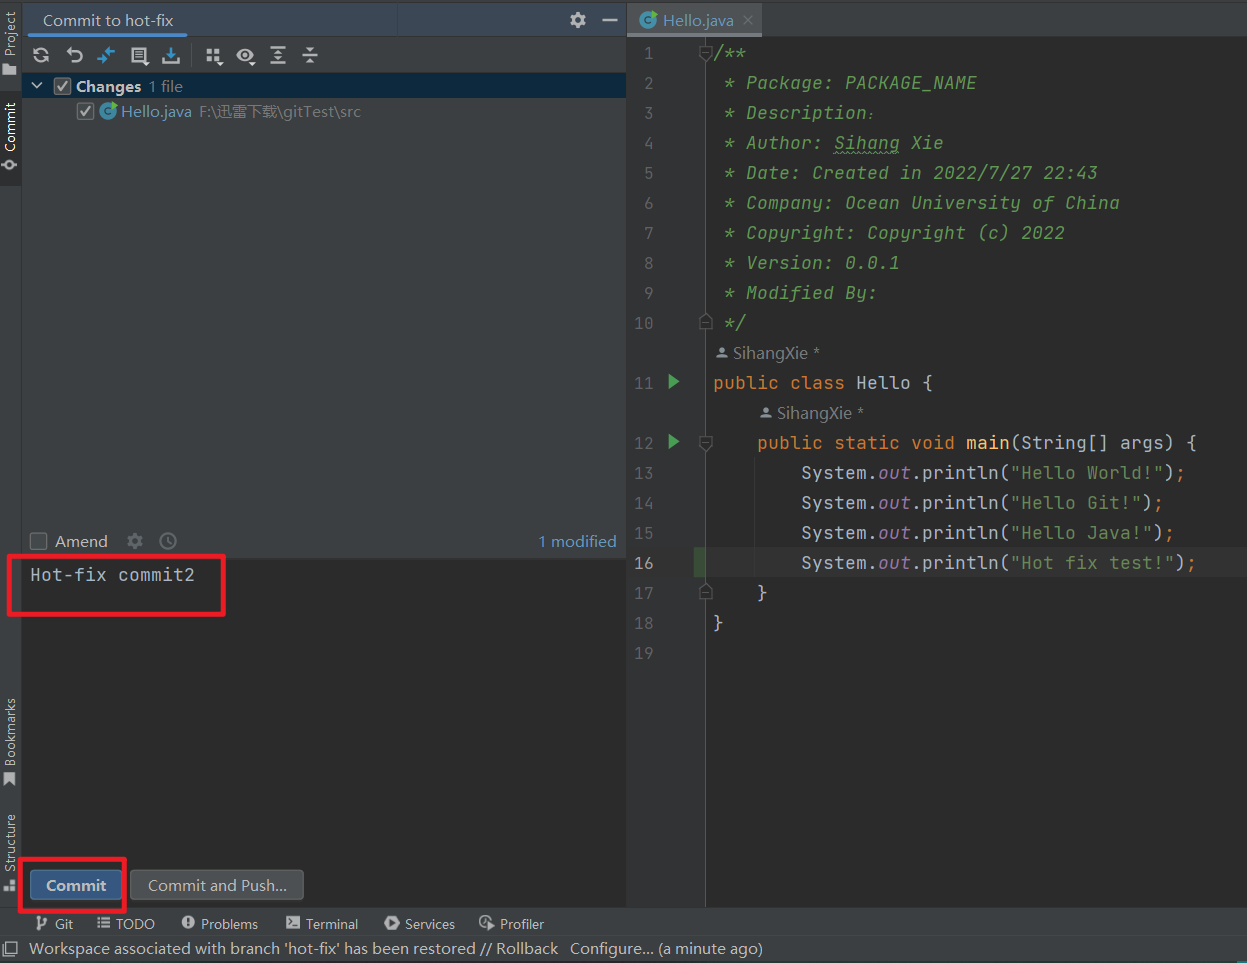 Project
Commit
Bookmarks
Structure
Commit to hot-fix
Changes 1 file
Hello.java F:\迅雷下载\gitTest\src
Amend
1 modified
Hot-fix commit2
Commit
Commit and Push...
Hello.java
1 /**
2 * Package: PACKAGE_NAME
3 * Description：
4 * Author: Sihang Xie
5 * Date: Created in 2022/7/27 22:43
6 * Company: Ocean University of China
7 * Copyright: Copyright (c) 2022
8 * Version: 0.0.1
9 * Modified By:
10 */
SihangXie *
11 public class Hello {
SihangXie *
12 public static void main(String[] args) {
13 System.out.println("Hello World!");
14 System.out.println("Hello Git!");
15 System.out.println("Hello Java!");
16 System.out.println("Hot fix test!");
17 }
18 }
19
Git TODO Problems Terminal Services Profiler
Workspace associated with branch 'hot-fix' has been restored // Rollback Configure... (a minute ago)